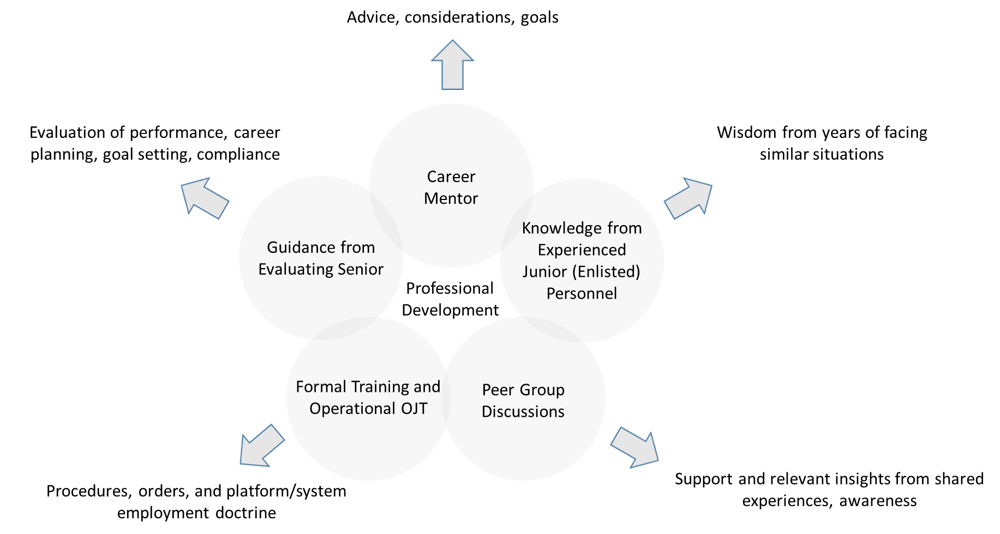 Advice, considerations, goals
Evaluation of performance, career
planning, goal setting, compliance
Wisdom from years of facing
similar situations
Career
Mentor
Guidance from
Evaluating Senior
Knowledge from
Experienced
Junior (Enlisted)
Personnel
Professional
Development
Formal Training and
Operational OJT
Peer Group
Discussions
Procedures, orders, and platform/system
employment doctrine
Support and relevant insights from shared
experiences, awareness